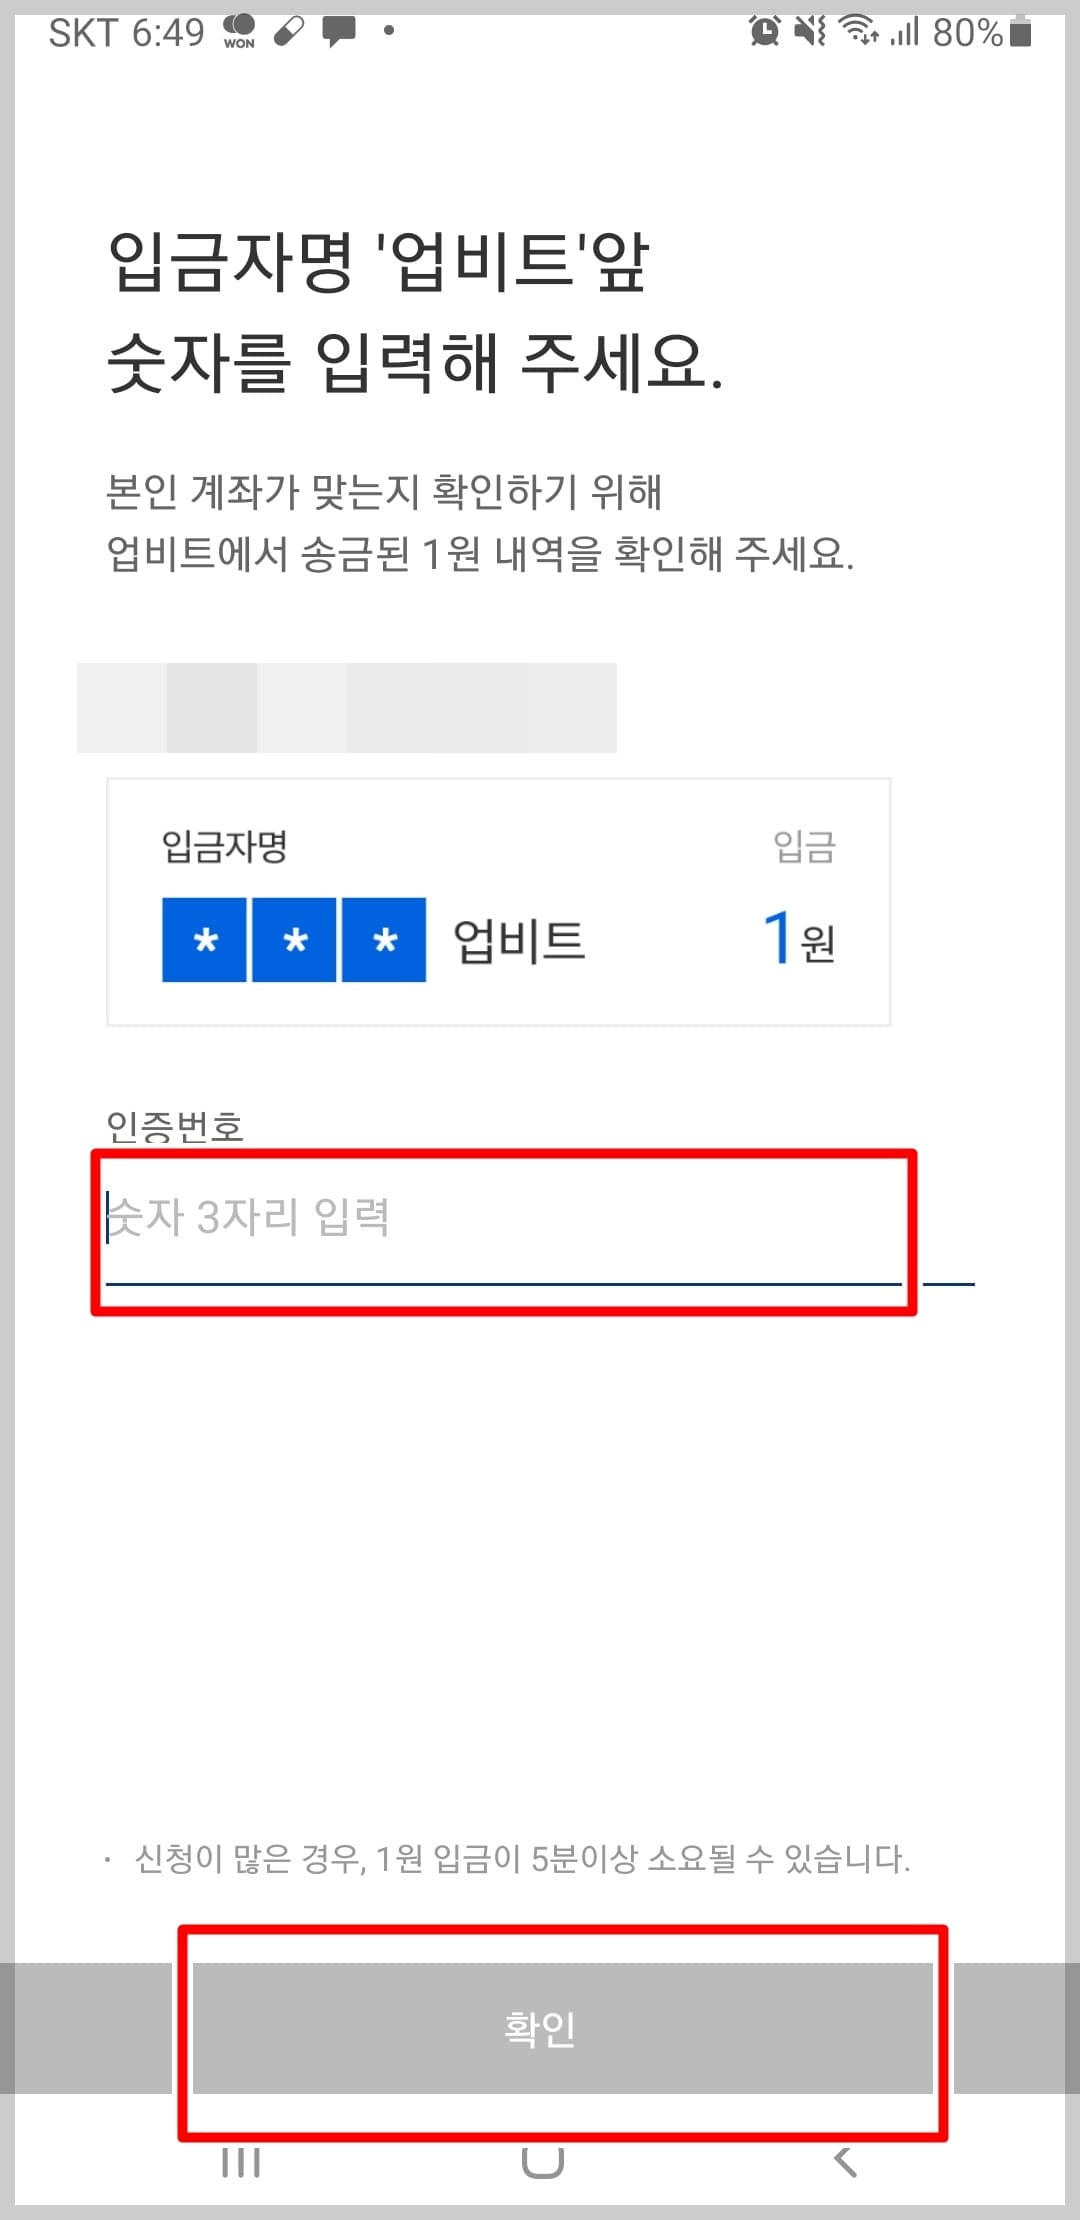 SKT 6:49
WON
80%
입금자명 '업비트'앞
숫자를 입력해 주세요.
본인 계좌가 맞는지 확인하기 위해
업비트에서 송금된 1원 내역을 확인해 주세요.
입금자명 입금
* * * 업비트 1원
인증번호
숫자 3자리 입력
· 신청이 많은 경우, 1원 입금이 5분이상 소요될 수 있습니다.
확인